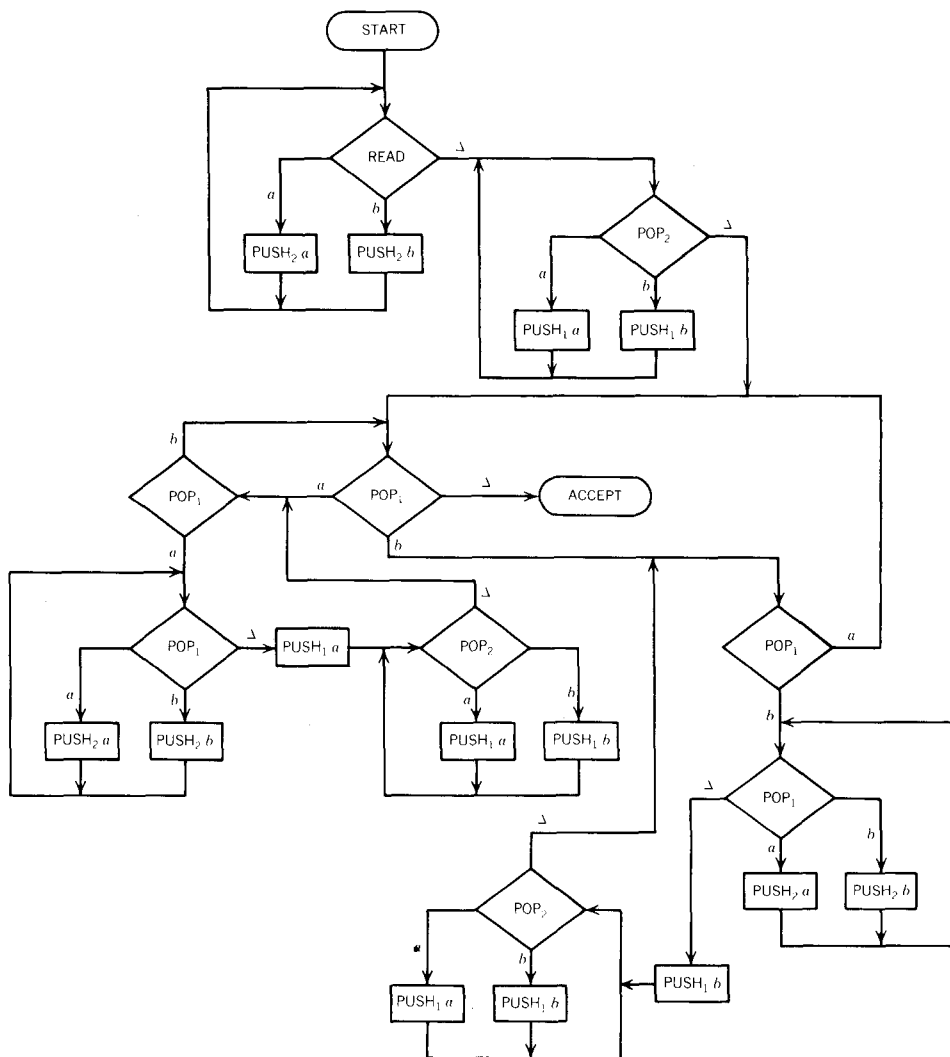 START
READ
Δ
a
b
PUSH₂ a
PUSH₂ b
POP₂
Δ
a
b
PUSH₁ a
PUSH₁ b
b
POP₁
a
POP₁
Δ
ACCEPT
a
b
POP₁
Δ
PUSH₁ a
Δ
POP₂
POP₁
a
a
b
a
b
b
PUSH₂ a
PUSH₂ b
PUSH₁ a
PUSH₁ b
Δ
POP₁
a
b
Δ
PUSH₂ a
PUSH₂ b
POP₂
a
b
PUSH₁ a
PUSH₁ b
PUSH₁ b